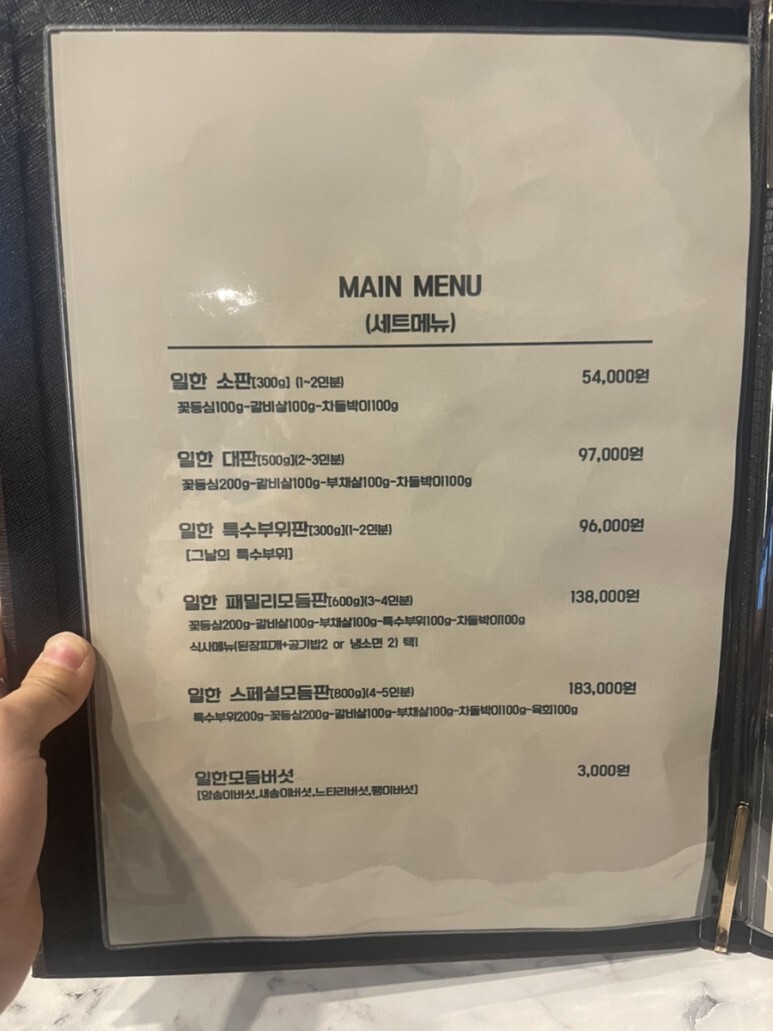 MAIN MENU
(세트메뉴)
일한 소판[300g] (1~2인분) 54,000원
꽃등심100g-갈비살100g-차돌박이100g
일한 대판[500g](2~3인분) 97,000원
꽃등심200g-갈비살100g-부채살100g-차돌박이100g
일한 특수부위판[300g](1~2인분) 96,000원
[그날의 특수부위]
일한 패밀리모듬판[600g](3~4인분) 138,000원
꽃등심200g-갈비살100g-부채살100g-특수부위100g-차돌박이100g
식사메뉴(된장찌개+공기밥2 or 냉소면 2) 택1
일한 스페셜모듬판[800g](4~5인분) 183,000원
특수부위200g-꽃등심200g-갈비살100g-부채살100g-차돌박이100g-육회100g
일한모듬버섯 3,000원
[양송이버섯,새송이버섯,느타리버섯,팽이버섯]